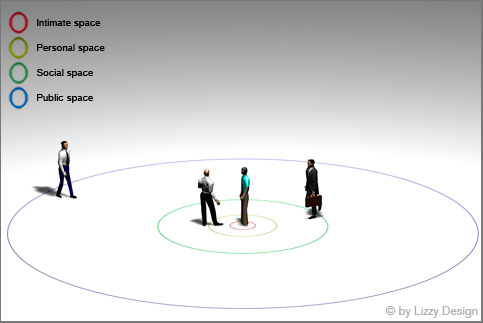 Intimate space
Personal space
Social space
Public space
© by Lizzy Design